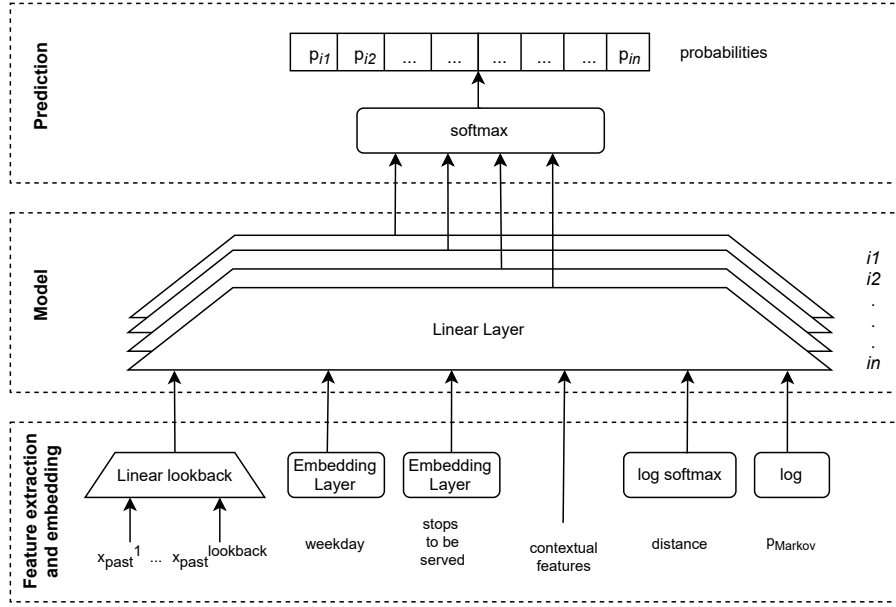 Prediction
p_i1 p_i2 ... ... ... ... ... p_in
probabilities
softmax
Model
Linear Layer
i1
i2
.
.
.
in
Feature extraction
and embedding
Linear lookback
Embedding
Layer
Embedding
Layer
log softmax
log
x_past^1 ... x_past^lookback
weekday
stops
to be
served
contextual
features
distance
p_Markov